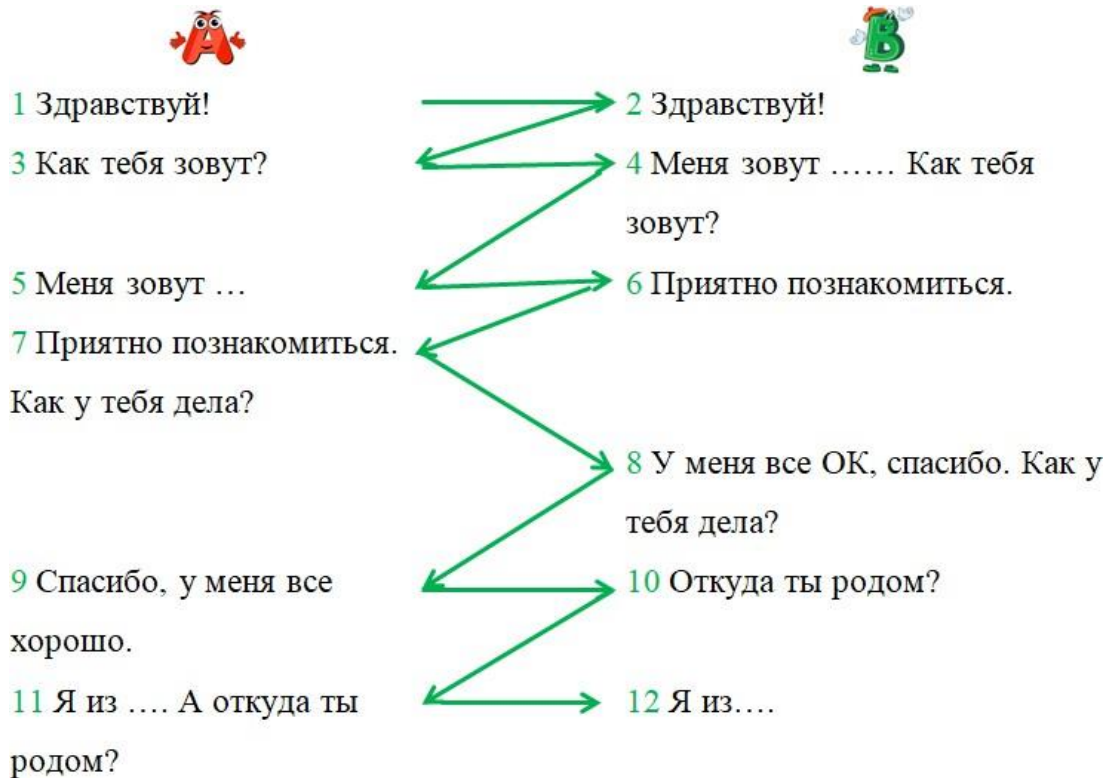 A
B
1 Здравствуй!
2 Здравствуй!
3 Как тебя зовут?
4 Меня зовут …… Как тебя
зовут?
5 Меня зовут …
6 Приятно познакомиться.
7 Приятно познакомиться.
Как у тебя дела?
8 У меня все ОК, спасибо. Как у
тебя дела?
9 Спасибо, у меня все
хорошо.
10 Откуда ты родом?
11 Я из …. А откуда ты
родом?
12 Я из….